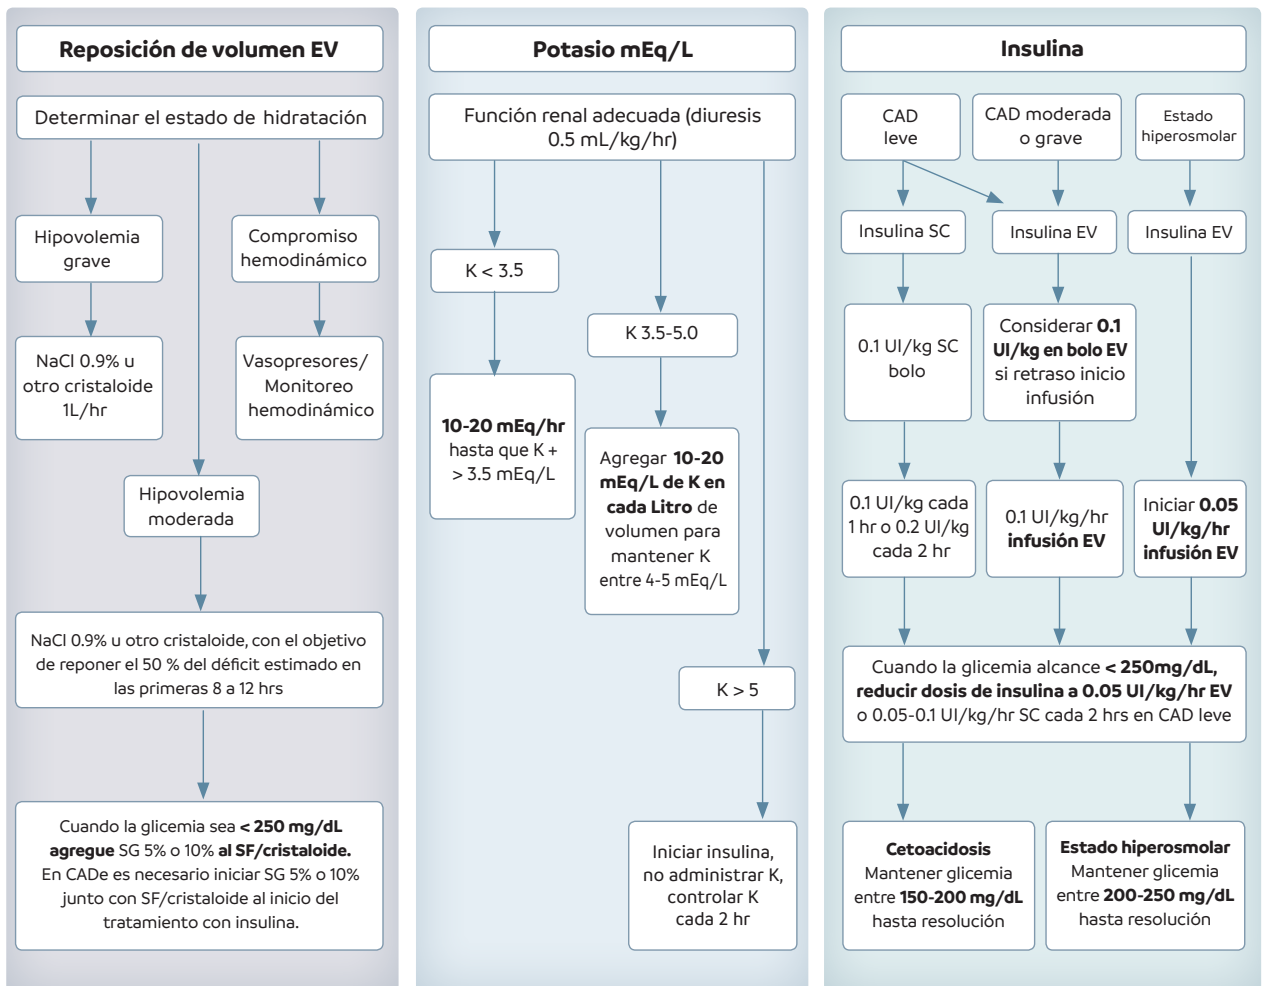 Reposición de volumen EV
Determinar el estado de hidratación
Hipovolemia
grave
Compromiso
hemodinámico
NaCl 0.9% u
otro cristaloide
1L/hr
Vasopresores/
Monitoreo
hemodinámico
Hipovolemia
moderada
NaCl 0.9% u otro cristaloide, con el objetivo
de reponer el 50 % del déficit estimado en
las primeras 8 a 12 hrs
Cuando la glicemia sea < 250 mg/dL
agregue SG 5% o 10% al SF/cristaloide.
En CADe es necesario iniciar SG 5% o 10%
junto con SF/cristaloide al inicio del
tratamiento con insulina.
Potasio mEq/L
Función renal adecuada (diuresis
0.5 mL/kg/hr)
K < 3.5
10-20 mEq/hr
hasta que K +
> 3.5 mEq/L
K 3.5-5.0
Agregar 10-20
mEq/L de K en
cada Litro de
volumen para
mantener K
entre 4-5 mEq/L
K > 5
Iniciar insulina,
no administrar K,
controlar K
cada 2 hr
Insulina
CAD
leve
CAD moderada
o grave
Estado
hiperosmolar
Insulina SC
Insulina EV
Insulina EV
0.1 UI/kg SC
bolo
Considerar 0.1
UI/kg en bolo EV
si retraso inicio
infusión
0.1 UI/kg cada
1 hr o 0.2 UI/kg
cada 2 hr
0.1 UI/kg/hr
infusión EV
Iniciar 0.05
UI/kg/hr
infusión EV
Cuando la glicemia alcance < 250mg/dL,
reducir dosis de insulina a 0.05 UI/kg/hr EV
o 0.05-0.1 UI/kg/hr SC cada 2 hrs en CAD leve
Cetoacidosis
Mantener glicemia
entre 150-200 mg/dL
hasta resolución
Estado hiperosmolar
Mantener glicemia
entre 200-250 mg/dL
hasta resolución